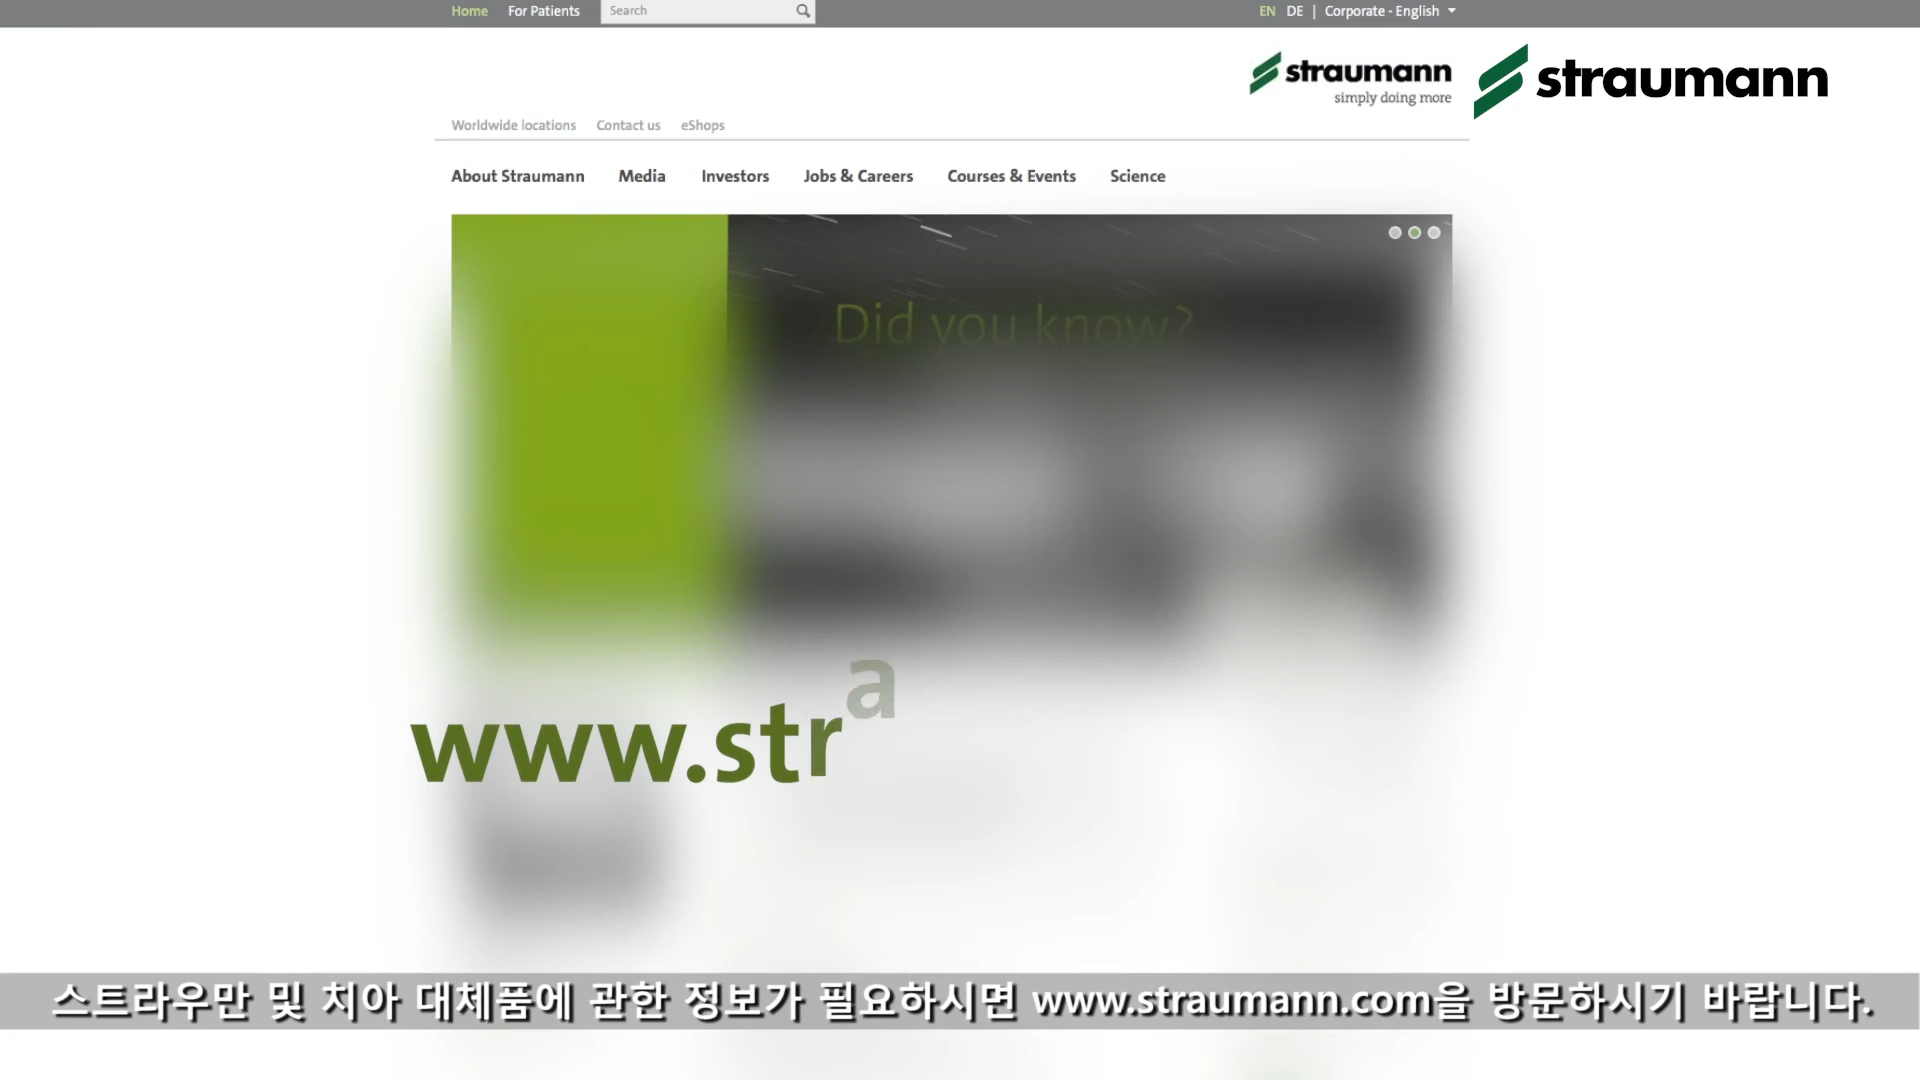 Home For Patients Search EN DE | Corporate - English
straumann
simply doing more
straumann
Worldwide locations Contact us eShops
About Straumann Media Investors Jobs & Careers Courses & Events Science
Did you know?
www.stra
스트라우만 및 치아 대체품에 관한 정보가 필요하시면 www.straumann.com을 방문하시기 바랍니다.